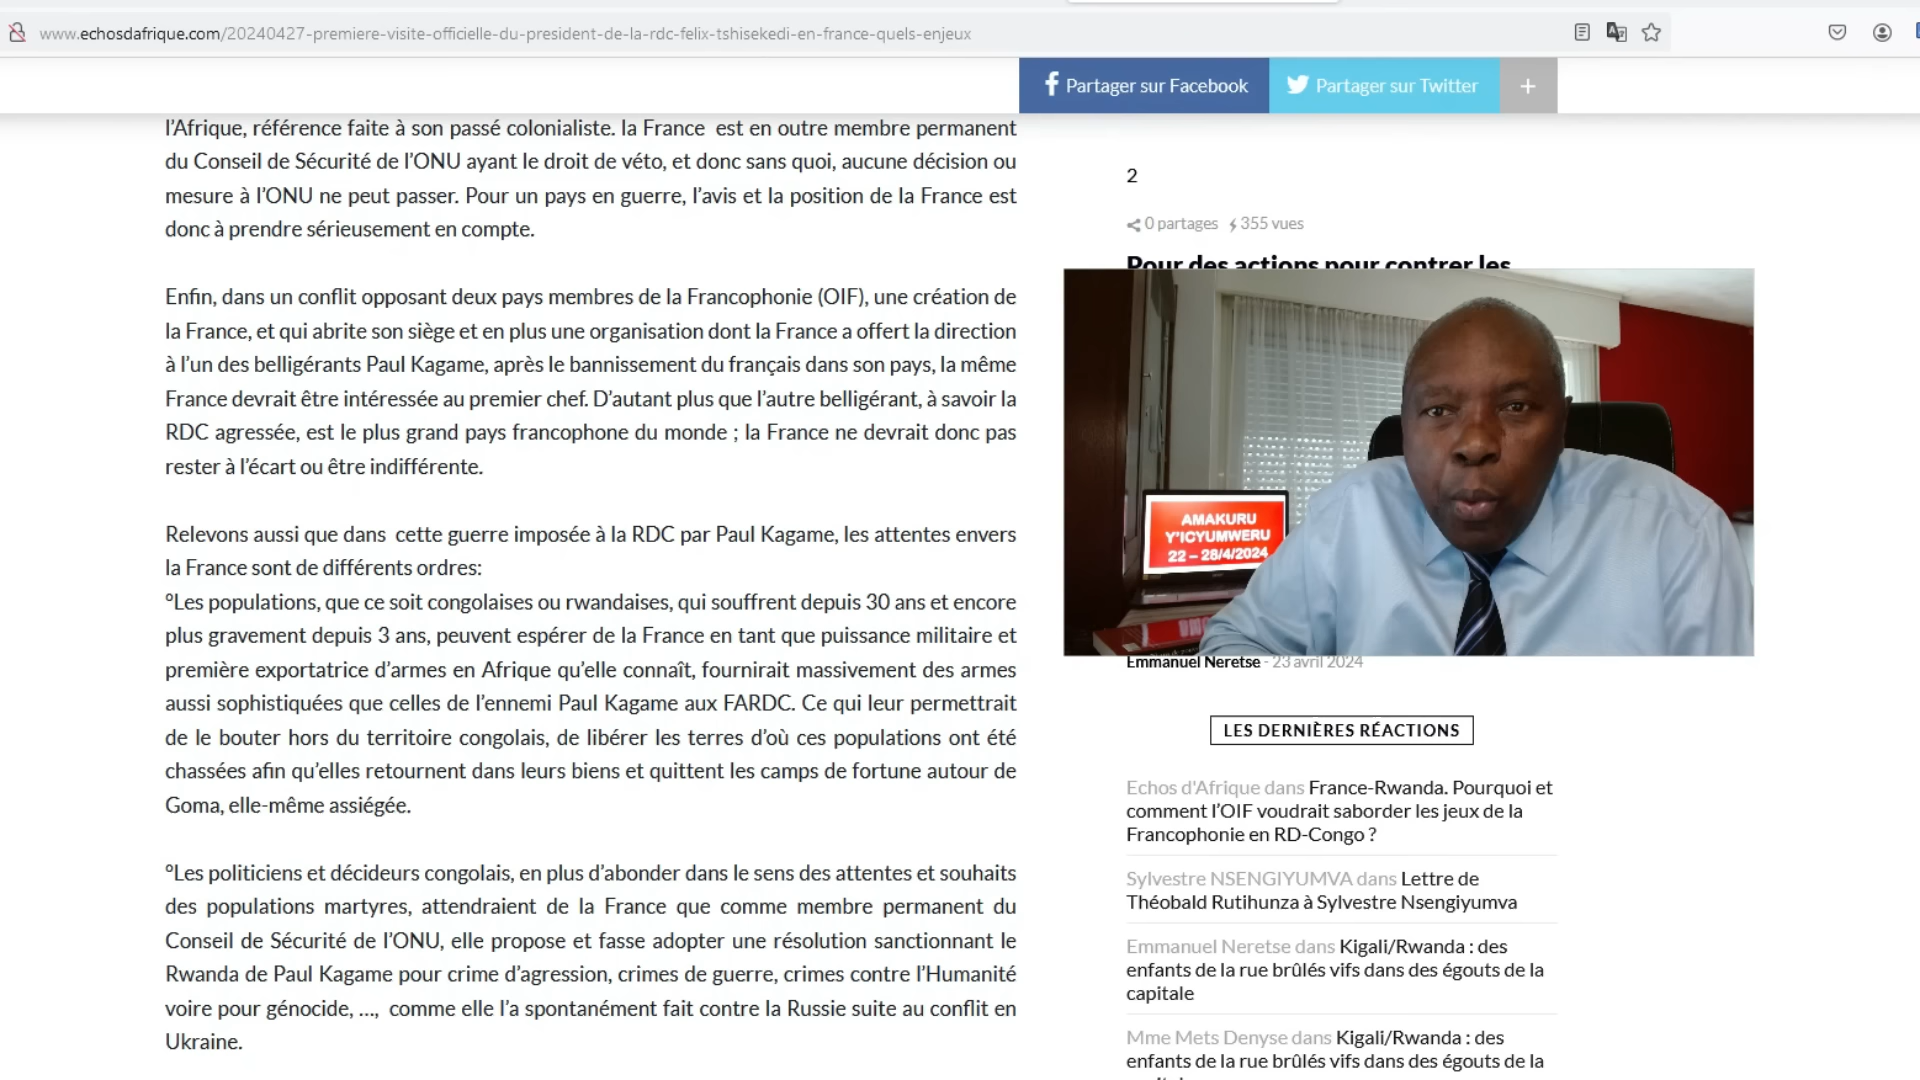 www.echosdafrique.com/20240427-premiere-visite-officielle-du-president-de-la-rdc-felix-tshisekedi-en-france-quels-enjeux
Partager sur Facebook
Partager sur Twitter
+
l’Afrique, référence faite à son passé colonialiste. la France est en outre membre permanent
du Conseil de Sécurité de l’ONU ayant le droit de véto, et donc sans quoi, aucune décision ou
mesure à l’ONU ne peut passer. Pour un pays en guerre, l’avis et la position de la France est
donc à prendre sérieusement en compte.
Enfin, dans un conflit opposant deux pays membres de la Francophonie (OIF), une création de
la France, et qui abrite son siège et en plus une organisation dont la France a offert la direction
à l’un des belligérants Paul Kagame, après le bannissement du français dans son pays, la même
France devrait être intéressée au premier chef. D’autant plus que l’autre belligérant, à savoir la
RDC agressée, est le plus grand pays francophone du monde ; la France ne devrait donc pas
rester à l’écart ou être indifférente.
Relevons aussi que dans cette guerre imposée à la RDC par Paul Kagame, les attentes envers
la France sont de différents ordres:
°Les populations, que ce soit congolaises ou rwandaises, qui souffrent depuis 30 ans et encore
plus gravement depuis 3 ans, peuvent espérer de la France en tant que puissance militaire et
première exportatrice d’armes en Afrique qu’elle connaît, fournirait massivement des armes
aussi sophistiquées que celles de l’ennemi Paul Kagame aux FARDC. Ce qui leur permettrait
de le bouter hors du territoire congolais, de libérer les terres d’où ces populations ont été
chassées afin qu’elles retournent dans leurs biens et quittent les camps de fortune autour de
Goma, elle-même assiégée.
°Les politiciens et décideurs congolais, en plus d’abonder dans le sens des attentes et souhaits
des populations martyres, attendraient de la France que comme membre permanent du
Conseil de Sécurité de l’ONU, elle propose et fasse adopter une résolution sanctionnant le
Rwanda de Paul Kagame pour crime d’agression, crimes de guerre, crimes contre l’Humanité
voire pour génocide, …, comme elle l’a spontanément fait contre la Russie suite au conflit en
Ukraine.
2
0 partages 355 vues
Pour des actions pour contrer les
AMAKURU
Y'ICYUMWERU
22 – 28/4/2024
Emmanuel Neretse - 23 avril 2024
LES DERNIÈRES RÉACTIONS
Echos d'Afrique dans France-Rwanda. Pourquoi et
comment l’OIF voudrait saborder les jeux de la
Francophonie en RD-Congo ?
Sylvestre NSENGIYUMVA dans Lettre de
Théobald Rutihunza à Sylvestre Nsengiyumva
Emmanuel Neretse dans Kigali/Rwanda : des
enfants de la rue brûlés vifs dans des égouts de la
capitale
Mme Mets Denyse dans Kigali/Rwanda : des
enfants de la rue brûlés vifs dans des égouts de la